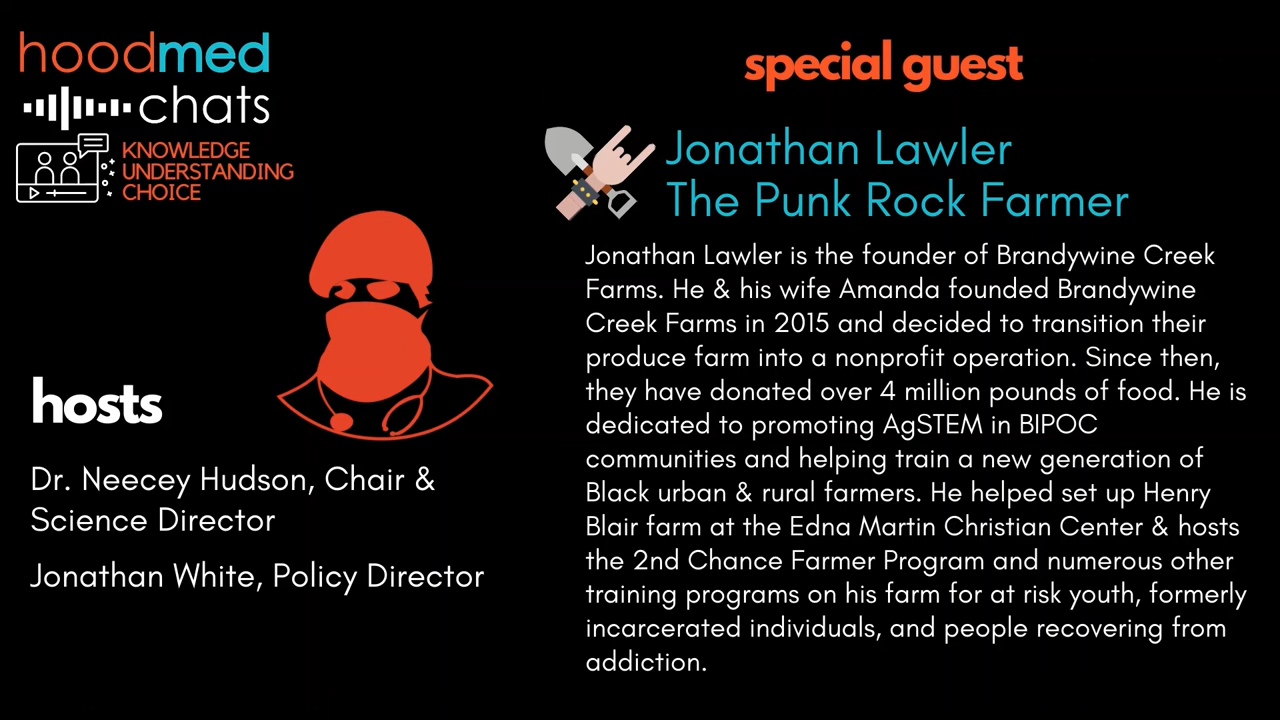 hoodmed
chats
KNOWLEDGE
UNDERSTANDING
CHOICE
hosts
Dr. Neecey Hudson, Chair &
Science Director
Jonathan White, Policy Director
special guest
Jonathan Lawler
The Punk Rock Farmer
Jonathan Lawler is the founder of Brandywine Creek
Farms. He & his wife Amanda founded Brandywine
Creek Farms in 2015 and decided to transition their
produce farm into a nonprofit operation. Since then,
they have donated over 4 million pounds of food. He is
dedicated to promoting AgSTEM in BIPOC
communities and helping train a new generation of
Black urban & rural farmers. He helped set up Henry
Blair farm at the Edna Martin Christian Center & hosts
the 2nd Chance Farmer Program and numerous other
training programs on his farm for at risk youth, formerly
incarcerated individuals, and people recovering from
addiction.